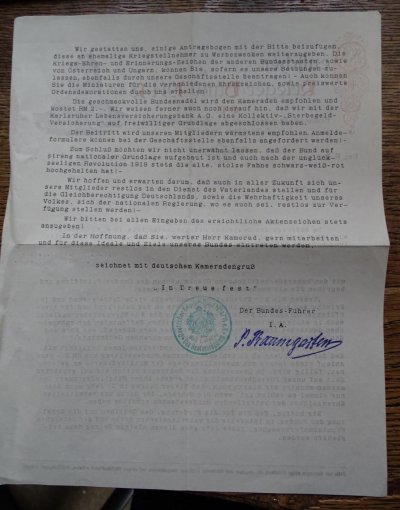 Wir gestatten uns, einige Antragsbogen mit der Bitte beizufügen,
diese an ehemalige Kriegsteilnehmer zu Werbezwecken weiterzugeben. Die
Kriegs-Ehren- und Erinnerungs-Zeichen der anderen Bundesstaaten, sowie
von Österreich und Ungarn, können Sie, sofern es unsere Satzungen zu-
lassen, ebenfalls durch unsere Geschäftsstelle beantragen!- Auch können
Sie die Miniaturen für die verschiedenen Ehrenzeichen, sowie preiswerte
Ordensdekorationen durch uns erhalten!-
Die geschmackvolle Bundesnadel wird den Kameraden empfohlen und
kostet RM 2.-. Wir weisen ferner auch noch darauf hin, daß wir mit der
Karlsruher Lebensversicherungsbank A.G. eine Kollektiv-,Sterbegeld-
Versicherung auf freiwilliger Grundlage abgeschlossen haben.
Der Beitritt wird unseren Mitgliedern wärmstens empfohlen. Anmelde-
formulare können bei der Geschäftsstelle ebenfalls angefordert werden!-
Zum Schluß möchten wir nicht unerwähnt lassen, daß der Bund auf
streng nationaler Grundlage aufgebaut ist und auch nach der unglück-
seeligen Revolution 1918 stets die alte, stolze Fahne schwarz-weiß-rot
hochgehalten hat!-
Wir hoffen und erwarten darum, daß auch in aller Zukunft sich un-
sere Mitglieder restlos in den Dienst des Vaterlandes stellen und für
die Gleichberechtigung Deutschlands, sowie die Wehrhaftigkeit unseres
Volkes, sich der nationalen Regierung, wo es auch sei, restlos zur Ver-
fügung stellen werden!-
Wir bitten bei allen Eingaben das ersichtliche Aktenzeichen stets
anzugeben!
In der Hoffnung, daß Sie, werter Herr Kamerad, gern mitarbeiten
und für diese Ideale und Ziele unseres Bundes eintreten werden,
zeichnet mit deutschem Kameradengruß
„In Treue fest"
Der Bundes-Führer
I.A.
P. Baumgarten